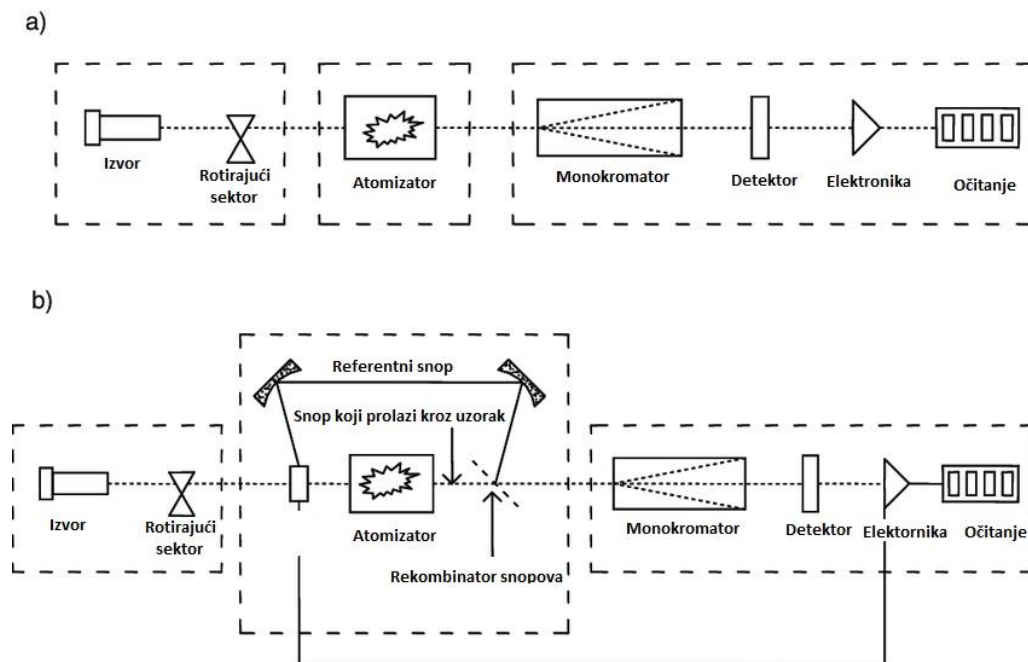 a)
Izvor
Rotirajući
sektor
Atomizator
Monokromator
Detektor
Elektronika
Očitanje
b)
Referentni snop
Snop koji prolazi kroz uzorak
Izvor
Rotirajući
sektor
Atomizator
Rekombinator snopova
Monokromator
Detektor
Elektornika
Očitanje